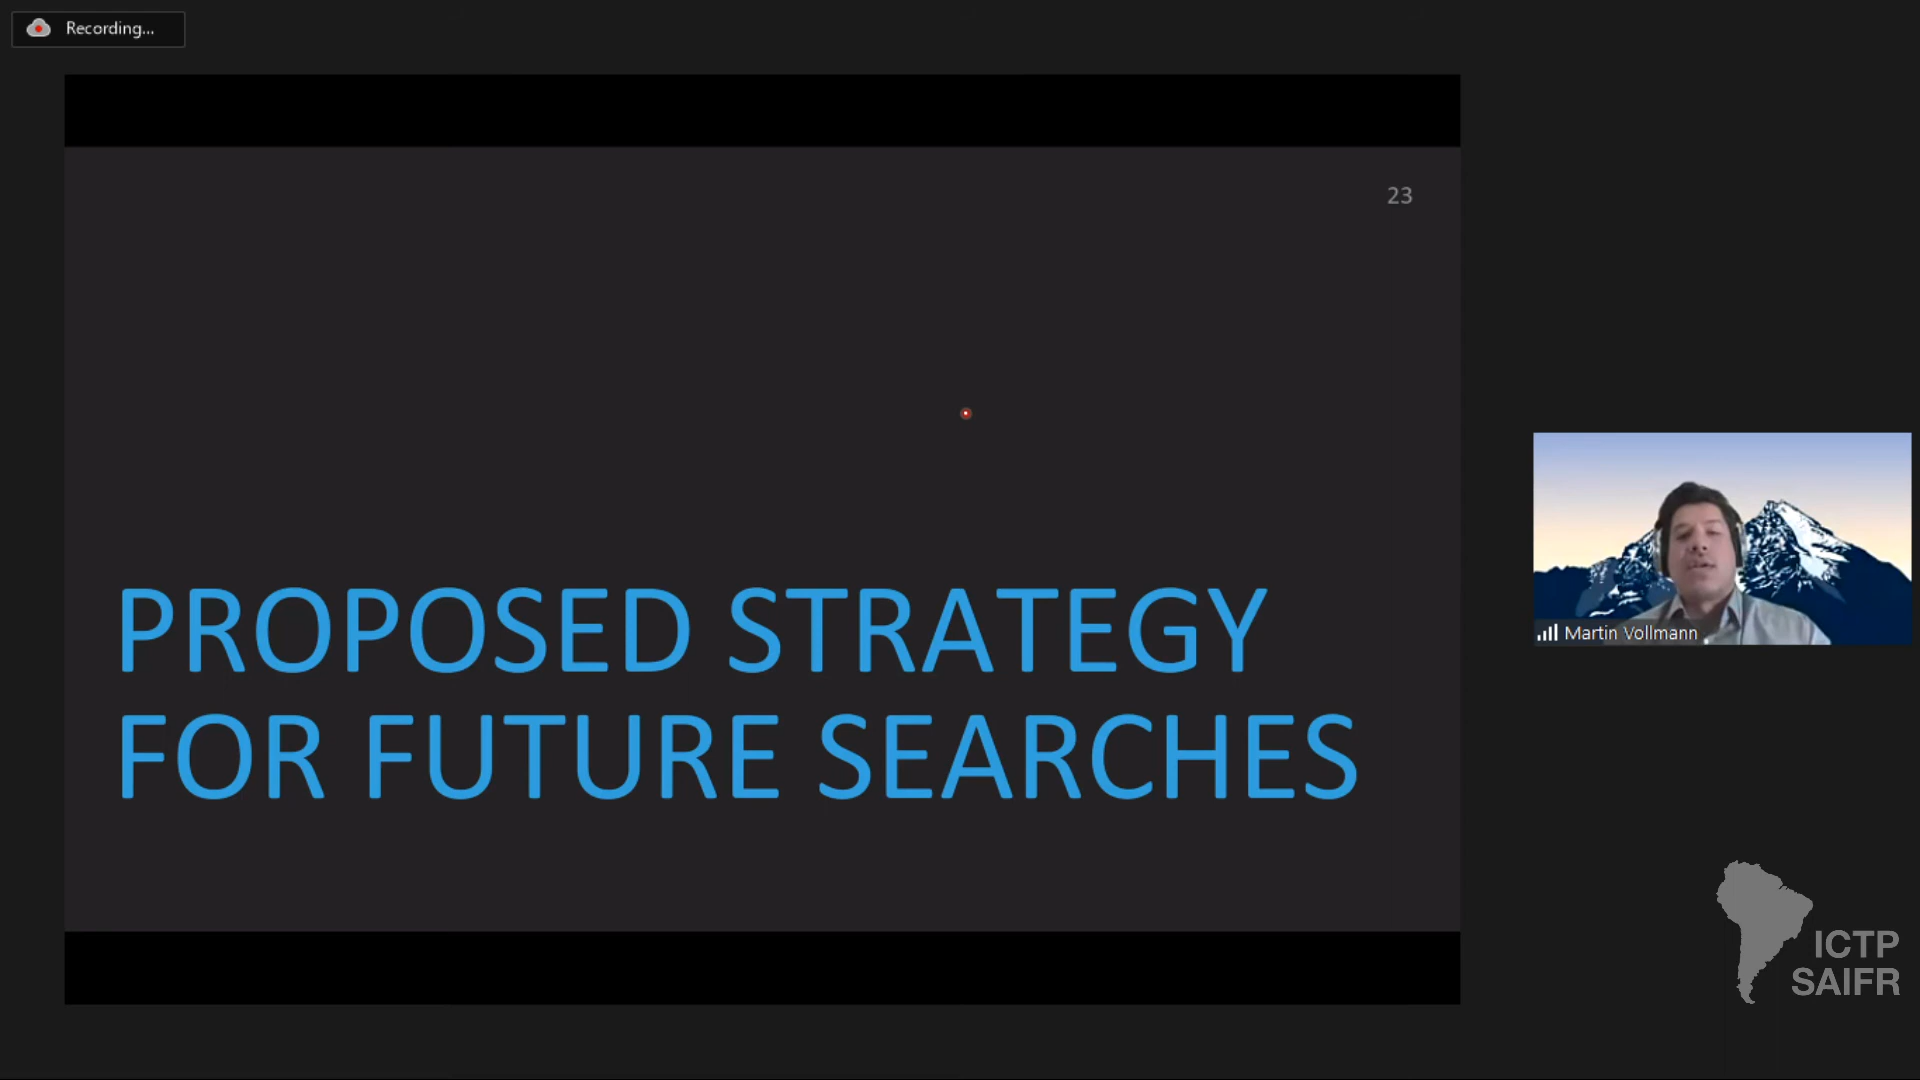 Recording...
23
PROPOSED STRATEGY
FOR FUTURE SEARCHES
Martin Vollmann
ICTP
SAIFR